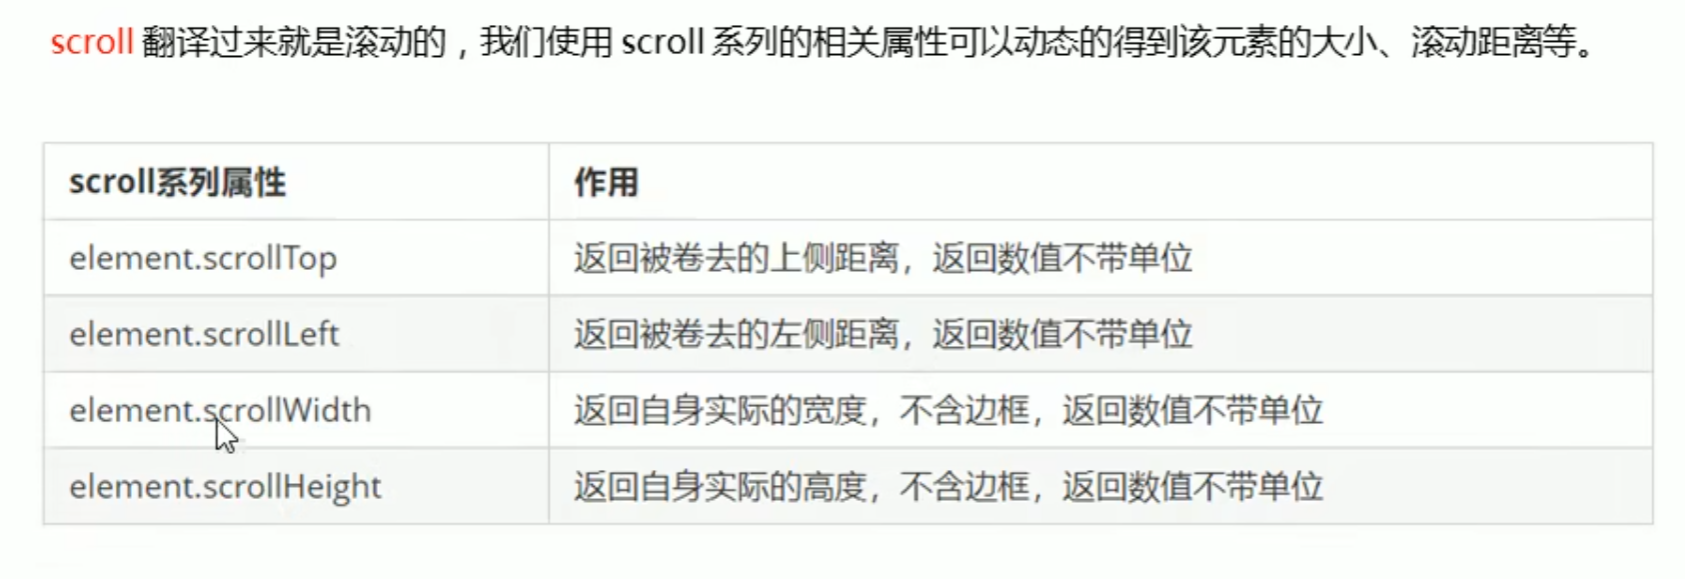 scroll 翻译过来就是滚动的，我们使用 scroll 系列的相关属性可以动态的得到该元素的大小、滚动距离等。
scroll系列属性 作用
element.scrollTop 返回被卷去的上侧距离，返回数值不带单位
element.scrollLeft 返回被卷去的左侧距离，返回数值不带单位
element.scrollWidth 返回自身实际的宽度，不含边框，返回数值不带单位
element.scrollHeight 返回自身实际的高度，不含边框，返回数值不带单位